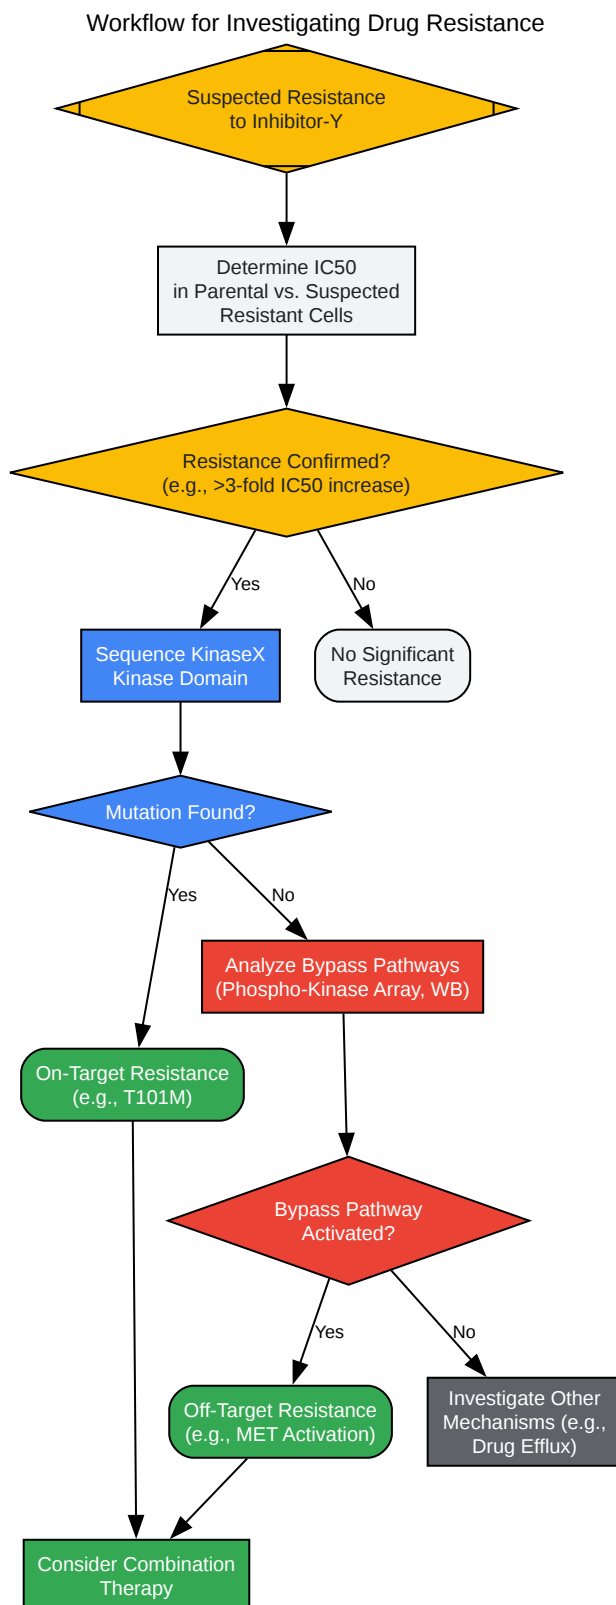 Workflow for Investigating Drug Resistance
Suspected Resistance
to Inhibitor-Y
Determine IC50
in Parental vs. Suspected
Resistant Cells
Resistance Confirmed?
(e.g., >3-fold IC50 increase)
Yes
No
Sequence KinaseX
Kinase Domain
No Significant
Resistance
Mutation Found?
Yes
No
Analyze Bypass Pathways
(Phospho-Kinase Array, WB)
On-Target Resistance
(e.g., T101M)
Bypass Pathway
Activated?
Yes
No
Off-Target Resistance
(e.g., MET Activation)
Investigate Other
Mechanisms (e.g.,
Drug Efflux)
Consider Combination
Therapy